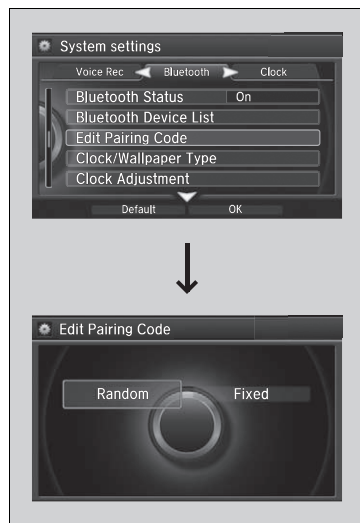 System settings
Voice Rec Bluetooth Clock
Bluetooth Status On
Bluetooth Device List
Edit Pairing Code
Clock/Wallpaper Type
Clock Adjustment
Default OK
Edit Pairing Code
Random Fixed